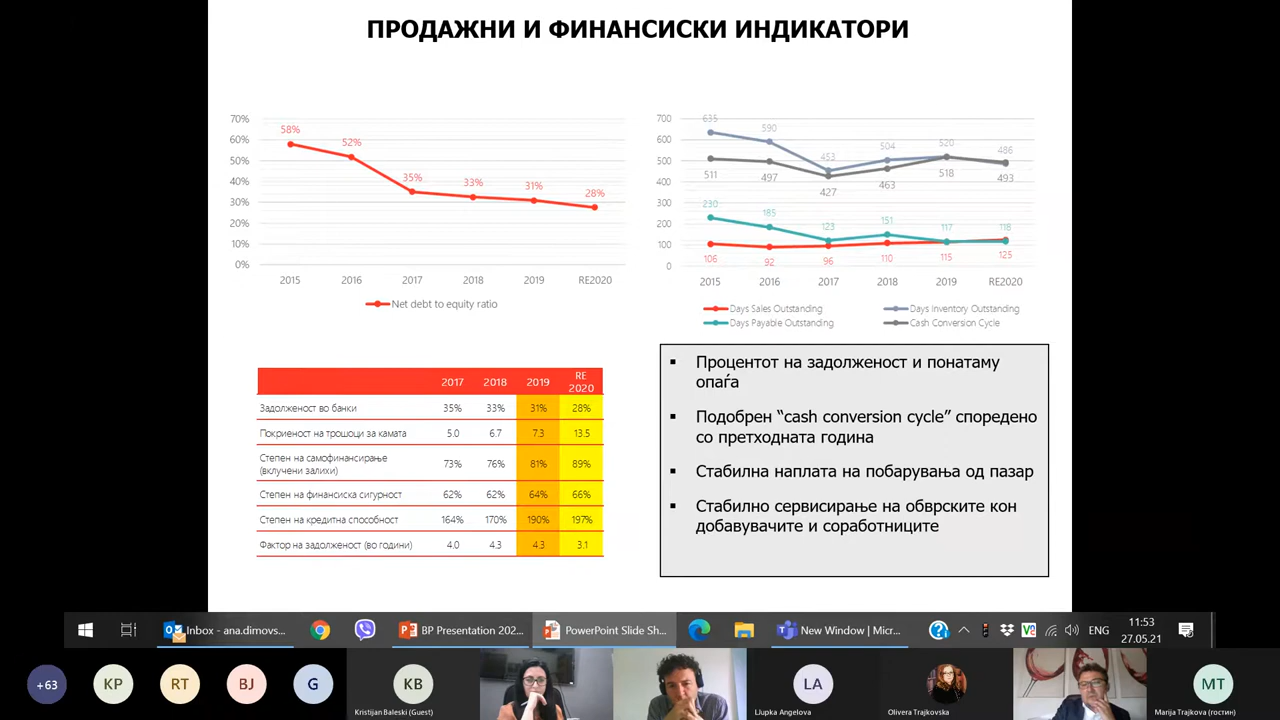 ПРОДАЖНИ И ФИНАНСИСКИ ИНДИКАТОРИ
70%
60%
50%
40%
30%
20%
10%
0%
58%
52%
35%
33%
31%
28%
2015 2016 2017 2018 2019 RE2020
Net debt to equity ratio
700
600
500
400
300
200
100
0
635 590 453 504 520 486
511 497 427 463 518 493
230 185 123 151 117 118
106 92 96 110 115 125
2015 2016 2017 2018 2019 RE2020
Days Sales Outstanding Days Inventory Outstanding
Days Payable Outstanding Cash Conversion Cycle
2017 2018 2019 RE 2020
Задолженост во банки 35% 33% 31% 28%
Покриеност на трошоци за камата 5.0 6.7 7.3 13.5
Степен на самофинансирање
(вклучени залихи) 73% 76% 81% 89%
Степен на финансиска сигурност 62% 62% 64% 66%
Степен на кредитна способност 164% 170% 190% 197%
Фактор на задолженост (во години) 4.0 4.3 4.3 3.1
▪ Процентот на задолженост и понатаму
опаѓа
▪ Подобрен “cash conversion cycle” споредено
со претходната година
▪ Стабилна наплата на побарувања од пазар
▪ Стабилно сервисирање на обврските кон
добавувачите и соработниците
Inbox - ana.dimovs... BP Presentation 202... PowerPoint Slide Sh... New Window | Micr... ENG 11:53
27.05.21
+63 KP RT BJ G KB LA MT
Kristijan Baleski (Guest) LJupka Angelova Olivera Trajkovska Marija Trajkova (гостин)